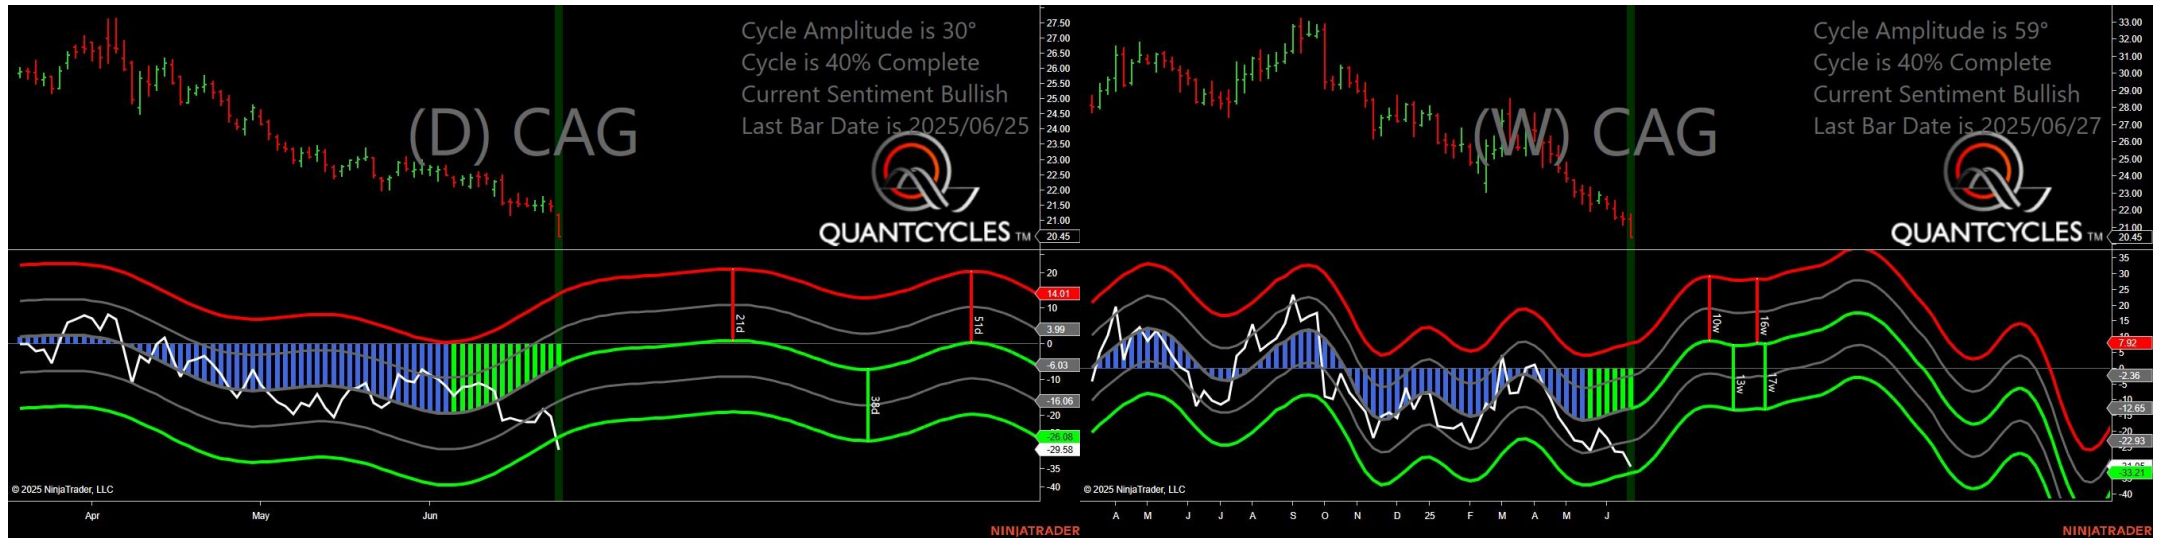 Cycle Amplitude is 30°
Cycle is 40% Complete
Current Sentiment Bullish
Last Bar Date is 2025/06/25
(D) CAG
QUANTCYCLES TM
27.50
27.00
26.50
26.00
25.50
25.00
24.50
24.00
23.50
23.00
22.50
22.00
21.50
21.00
20.45
20
14.01
10
3.99
0
-6.03
-10
-16.06
-20
-26.08
-29.58
-35
-40
21d
38d
51d
© 2025 NinjaTrader, LLC
Apr
May
Jun
NINJATRADER
Cycle Amplitude is 59°
Cycle is 40% Complete
Current Sentiment Bullish
Last Bar Date is 2025/06/27
(W) CAG
QUANTCYCLES TM
33.00
32.00
31.00
30.00
29.00
28.00
27.00
26.00
25.00
24.00
23.00
22.00
21.00
20.45
35
30
25
20
15
7.92
5
-2.36
-12.65
-22.93
-33.21
-40
10w
16w
13w
17w
© 2025 NinjaTrader, LLC
A M J J A S O N D 25 F M A M J
NINJATRADER